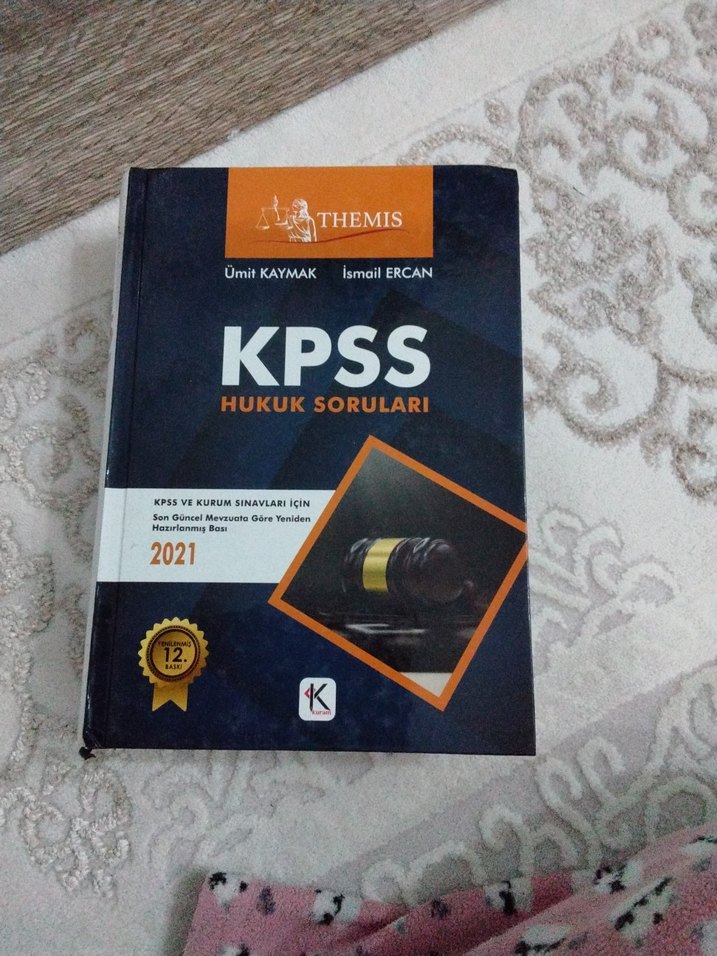 THEMIS
Ümit KAYMAK İsmail ERCAN
KPSS
HUKUK SORULARI
KPSS VE KURUM SINAVLARI İÇİN
Son Güncel Mevzuata Göre Yeniden
Hazırlanmış Bası
2021
YENİLENMİŞ
12.
BASKI
K
kuram